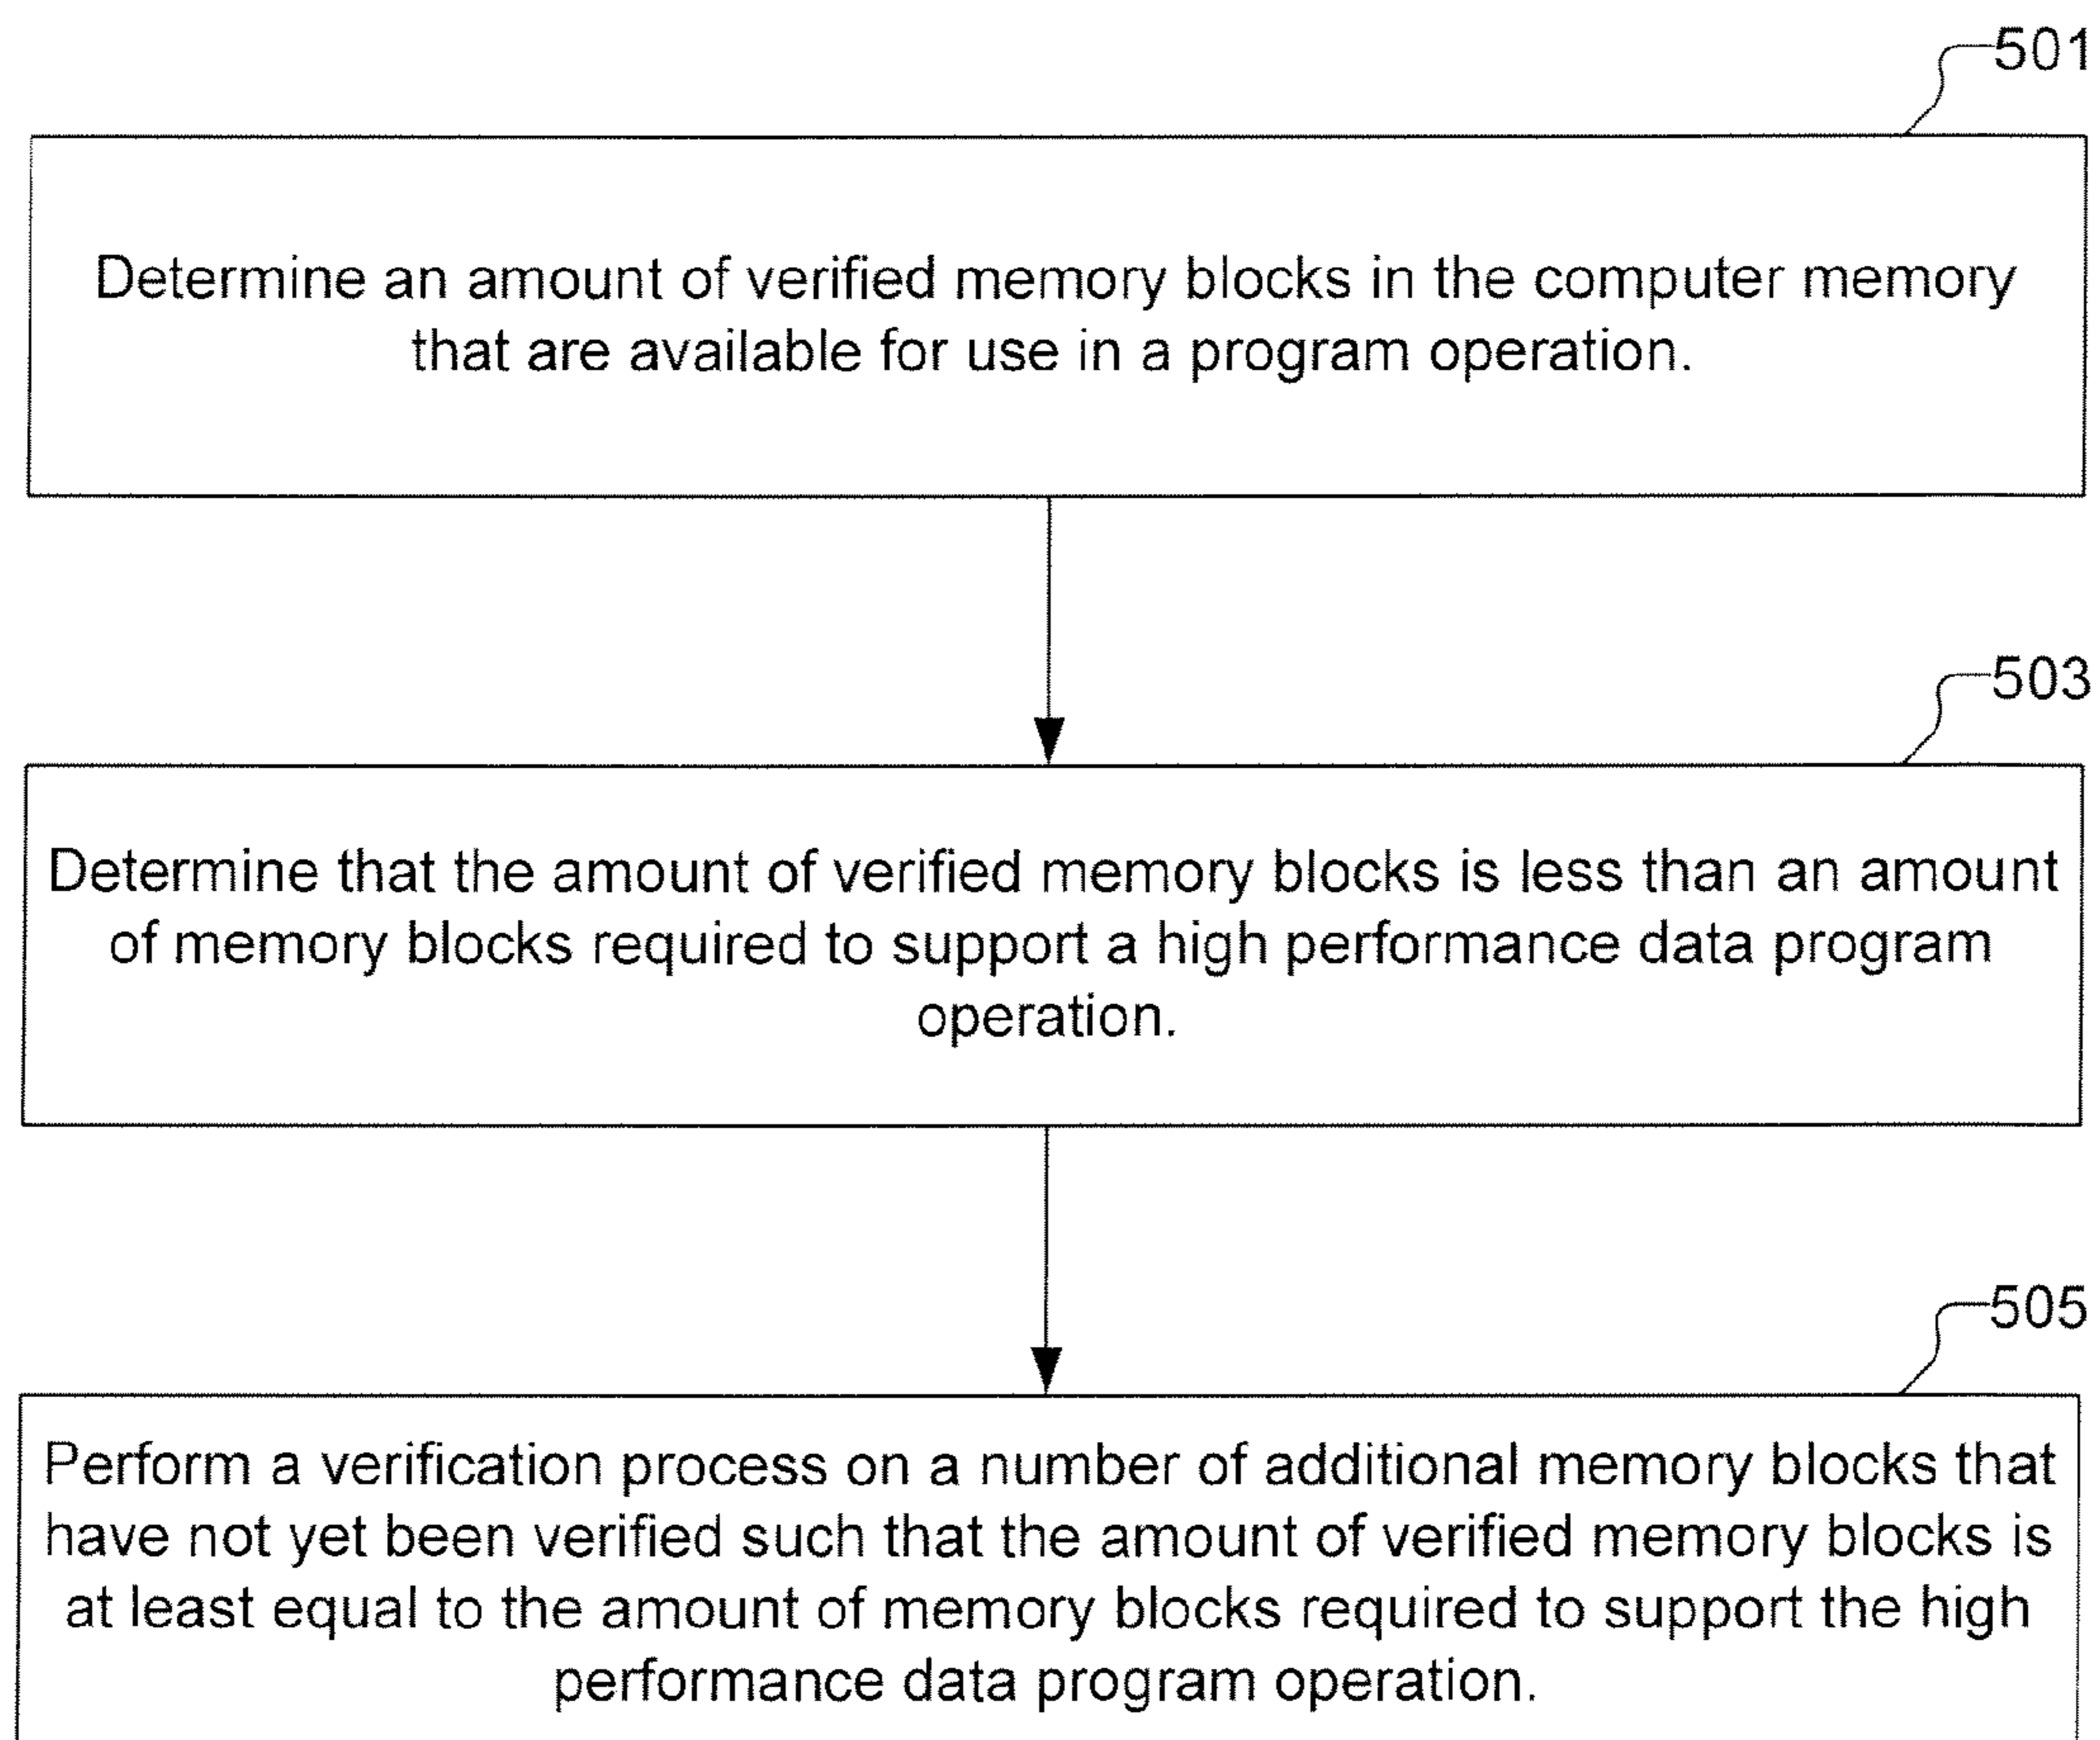 501
Determine an amount of verified memory blocks in the computer memory
that are available for use in a program operation.
503
Determine that the amount of verified memory blocks is less than an amount
of memory blocks required to support a high performance data program
operation.
505
Perform a verification process on a number of additional memory blocks that
have not yet been verified such that the amount of verified memory blocks is
at least equal to the amount of memory blocks required to support the high
performance data program operation.